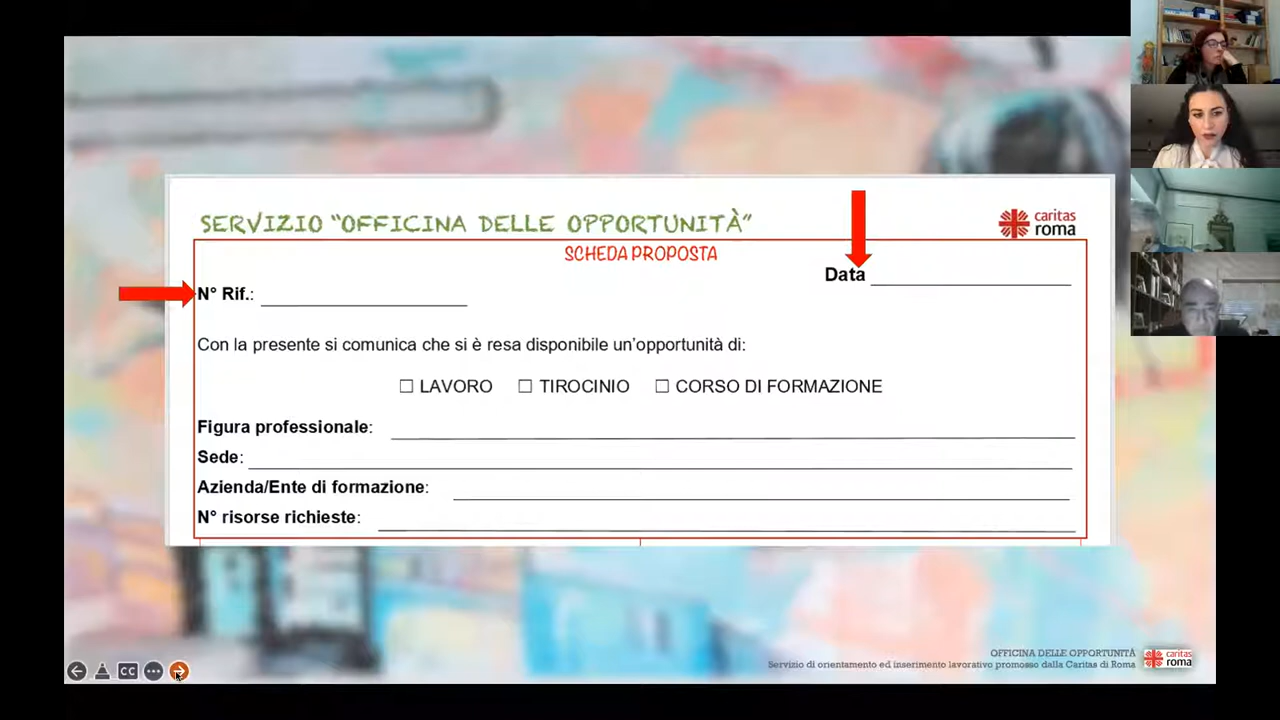 SERVIZIO “OFFICINA DELLE OPPORTUNITÀ”
caritas
roma
SCHEDA PROPOSTA
Data
N° Rif.:
Con la presente si comunica che si è resa disponibile un’opportunità di:
☐ LAVORO ☐ TIROCINIO ☐ CORSO DI FORMAZIONE
Figura professionale:
Sede:
Azienda/Ente di formazione:
N° risorse richieste:
OFFICINA DELLE OPPORTUNITÀ
Servizio di orientamento ed inserimento lavorativo promosso dalla Caritas di Roma
caritas
roma
CC